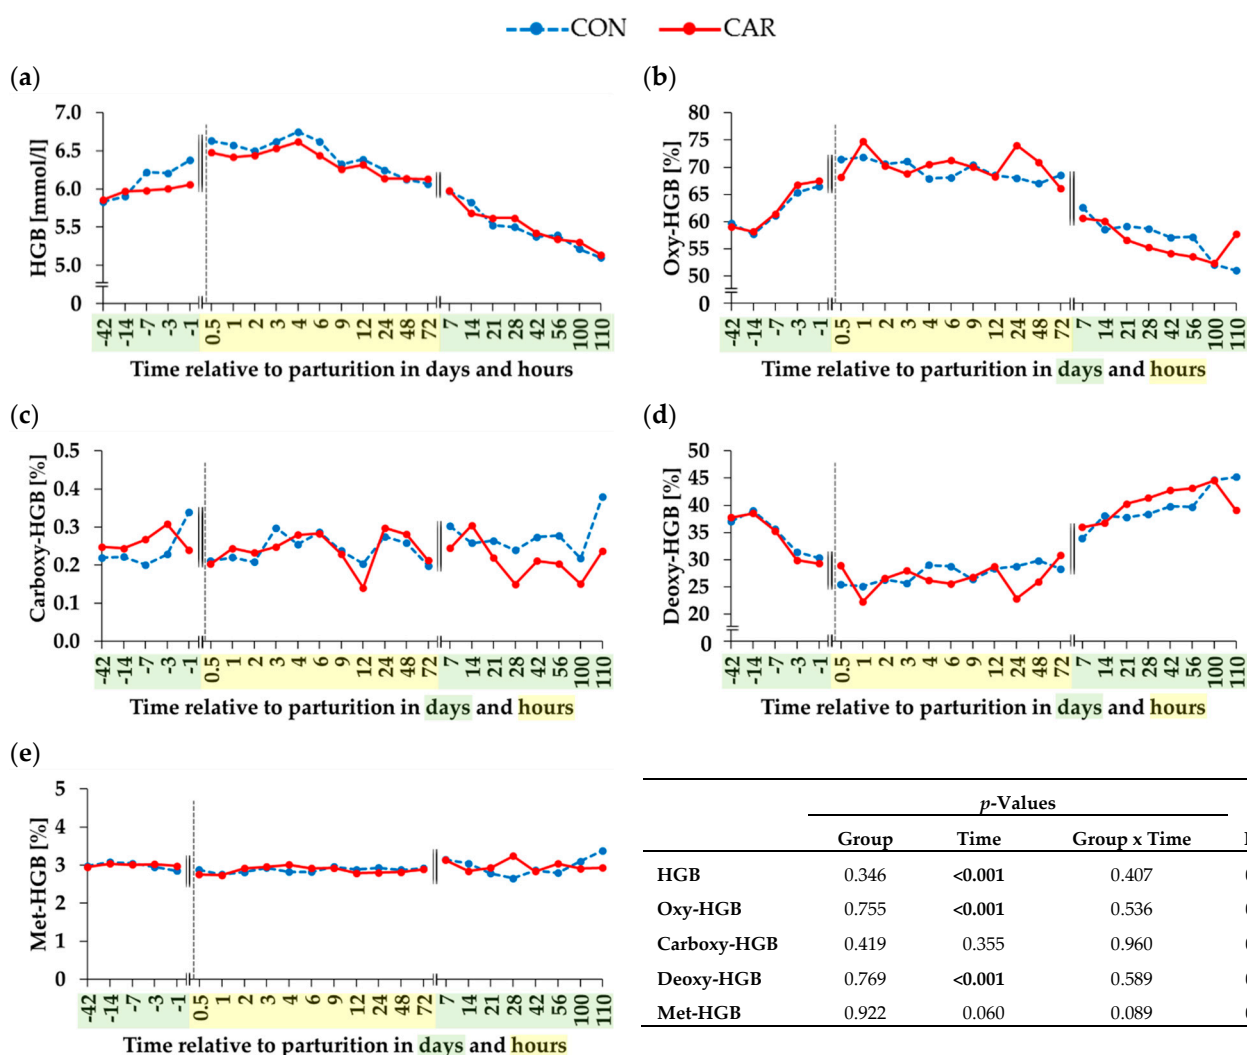 CON CAR
(a)
HGB [mmol/l]
7.0
6.5
6.0
5.5
5.0
0
-42 -14 -7 -3 -1 0.5 1 2 3 4 6 9 12 24 48 72 7 14 21 28 42 56 100 110
Time relative to parturition in days and hours
(b)
Oxy-HGB [%]
80
75
70
65
60
55
50
0
-42 -14 -7 -3 -1 0.5 1 2 3 4 6 9 12 24 48 72 7 14 21 28 42 56 100 110
Time relative to parturition in days and hours
(c)
Carboxy-HGB [%]
0.5
0.4
0.3
0.2
0.1
0.0
-42 -14 -7 -3 -1 0.5 1 2 3 4 6 9 12 24 48 72 7 14 21 28 42 56 100 110
Time relative to parturition in days and hours
(d)
Deoxy-HGB [%]
50
45
40
35
30
25
20
0
-42 -14 -7 -3 -1 0.5 1 2 3 4 6 9 12 24 48 72 7 14 21 28 42 56 100 110
Time relative to parturition in days and hours
(e)
Met-HGB [%]
5
4
3
2
1
0
-42 -14 -7 -3 -1 0.5 1 2 3 4 6 9 12 24 48 72 7 14 21 28 42 56 100 110
Time relative to parturition in days and hours
p-Values
Group Time Group x Time
HGB 0.346 <0.001 0.407
Oxy-HGB 0.755 <0.001 0.536
Carboxy-HGB 0.419 0.355 0.960
Deoxy-HGB 0.769 <0.001 0.589
Met-HGB 0.922 0.060 0.089